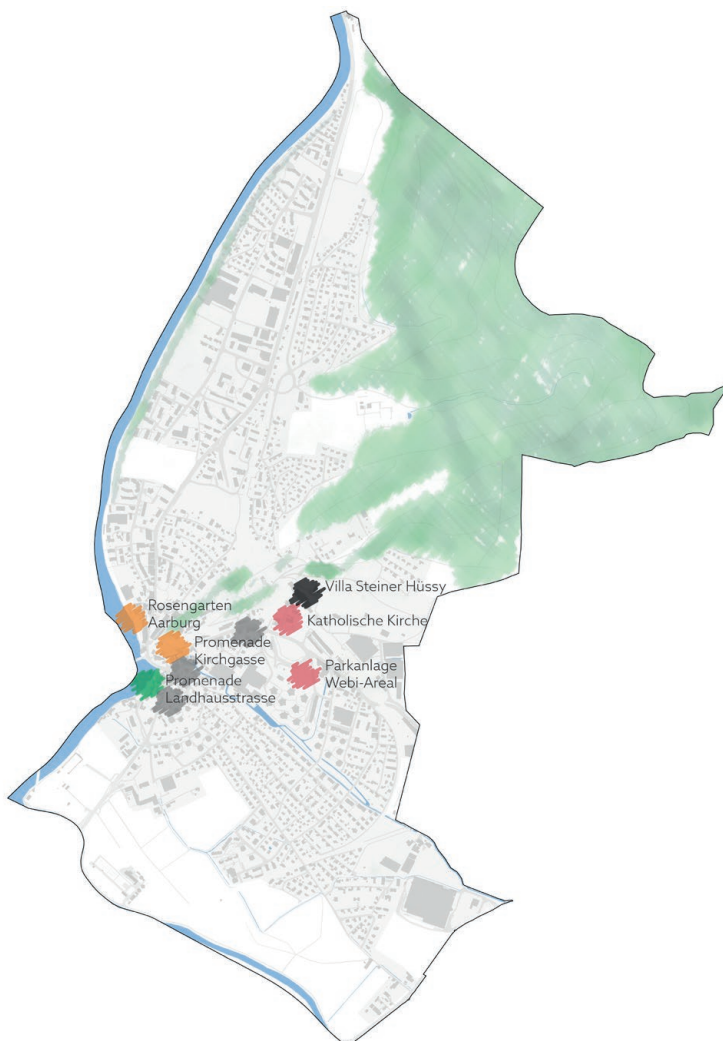 Villa Steiner Hüssy
Rosengarten
Aarburg
Katholische Kirche
Promenade
Kirchgasse
Parkanlage
Webi-Areal
Promenade
Landhausstrasse